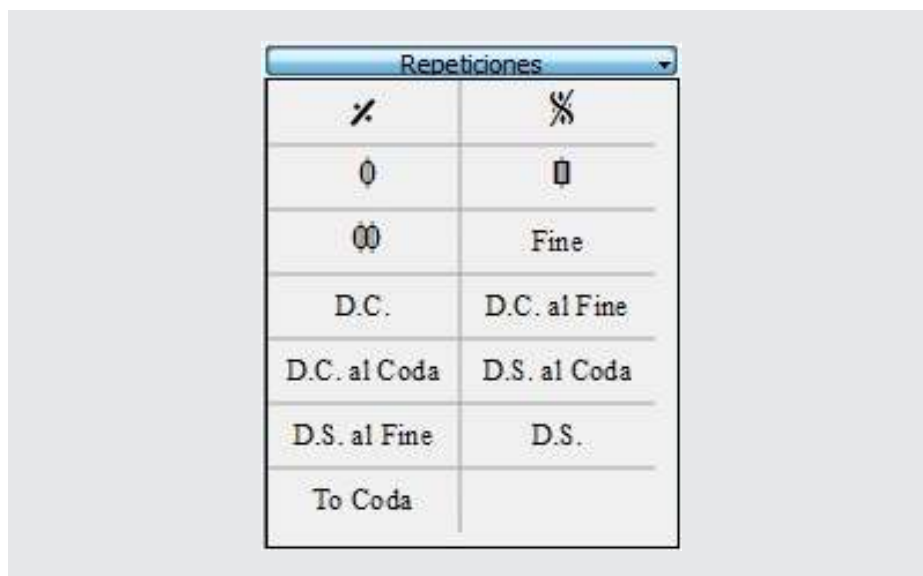 Repeticiones
Fine
D.C. D.C. al Fine
D.C. al Coda D.S. al Coda
D.S. al Fine D.S.
To Coda